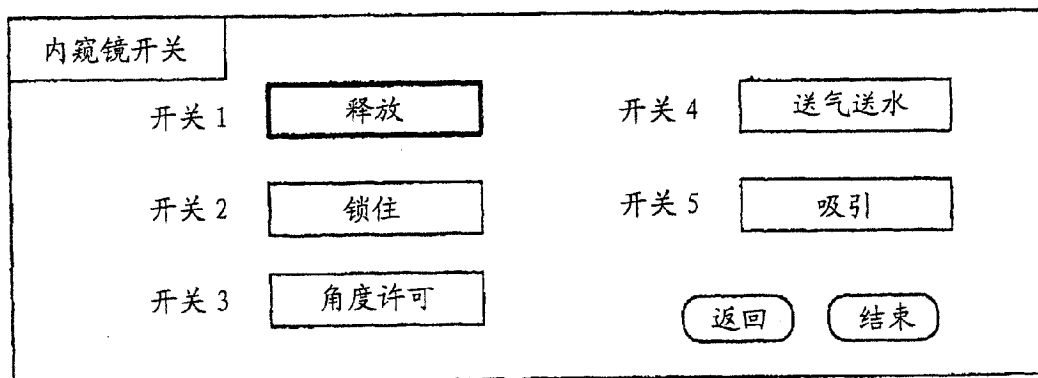 内窥镜开关
开关 1 释放 开关 4 送气送水
开关 2 锁住 开关 5 吸引
开关 3 角度许可 返回 结束